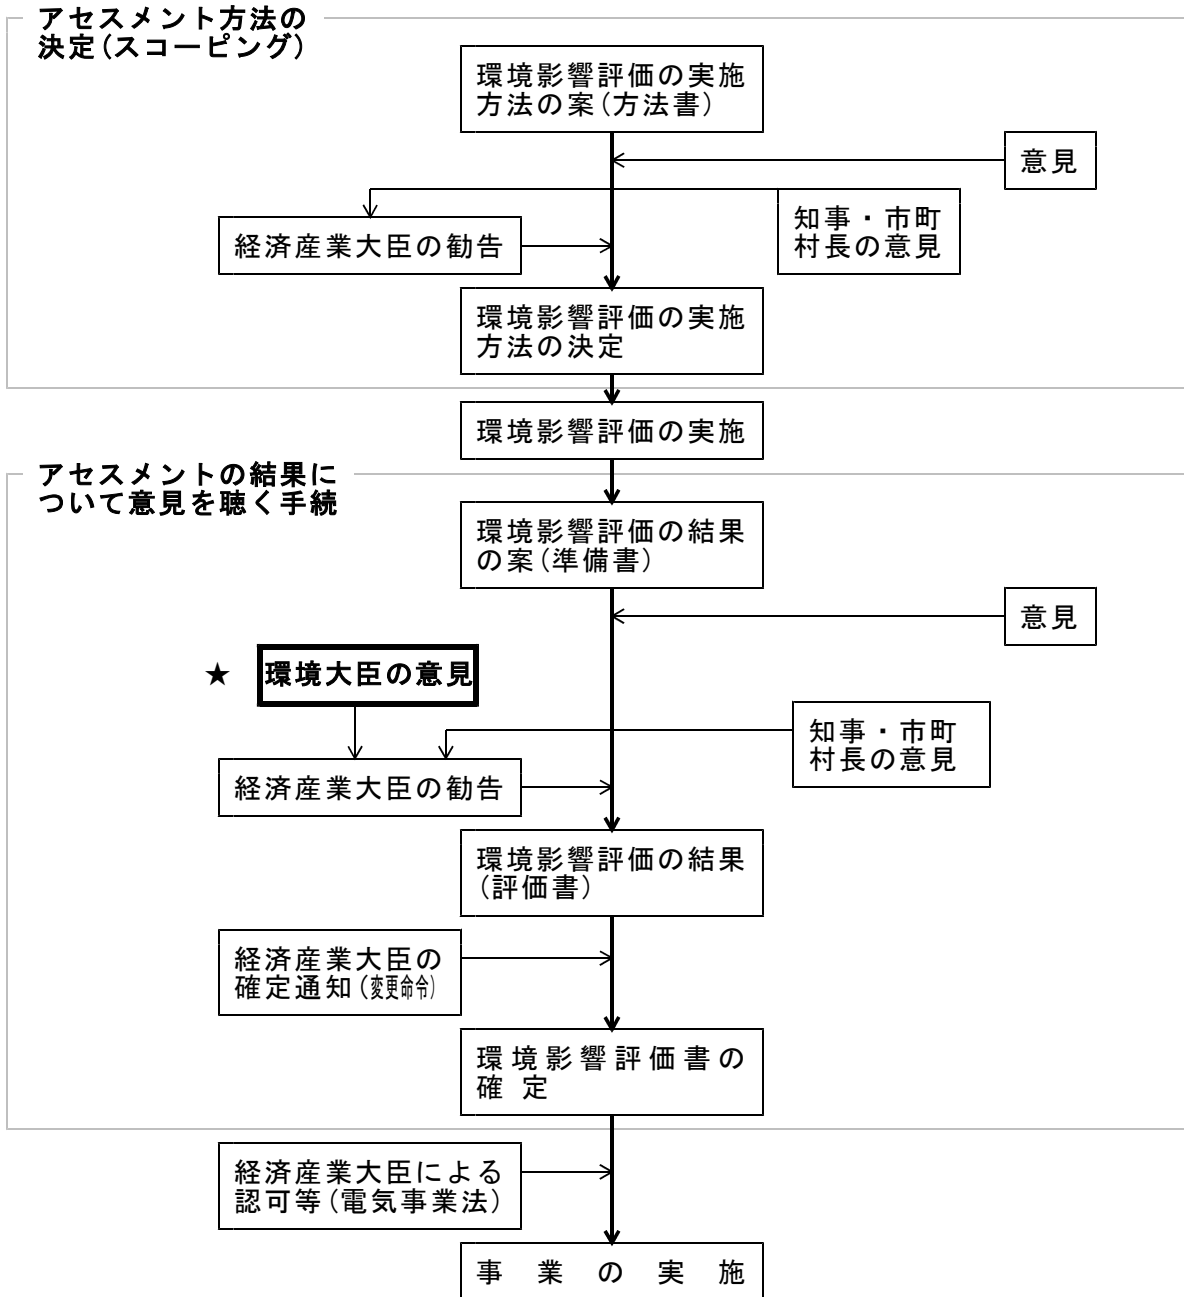 アセスメント方法の
決定(スコーピング)
環境影響評価の実施
方法の案(方法書)
意見
知事・市町
村長の意見
経済産業大臣の勧告
環境影響評価の実施
方法の決定
環境影響評価の実施
アセスメントの結果に
ついて意見を聴く手続
環境影響評価の結果
の案(準備書)
意見
★ 環境大臣の意見
知事・市町
村長の意見
経済産業大臣の勧告
環境影響評価の結果
(評価書)
経済産業大臣の
確定通知(変更命令)
環境影響評価書の
確 定
経済産業大臣による
認可等(電気事業法)
事 業 の 実 施